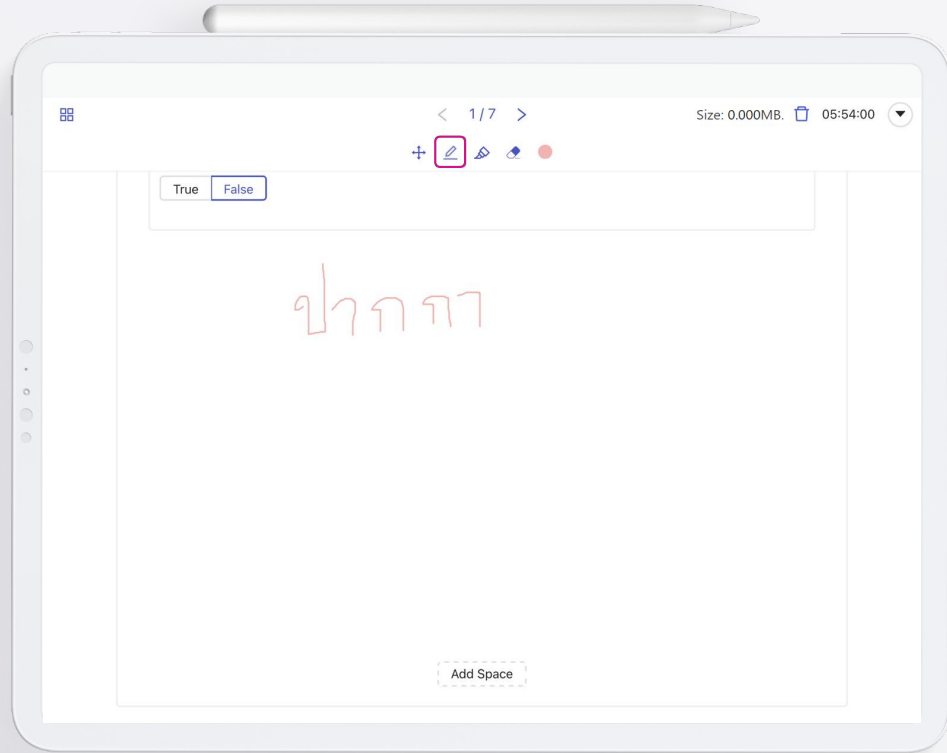 1 / 7
Size: 0.000MB. 05:54:00
True False
ปากกา
Add Space